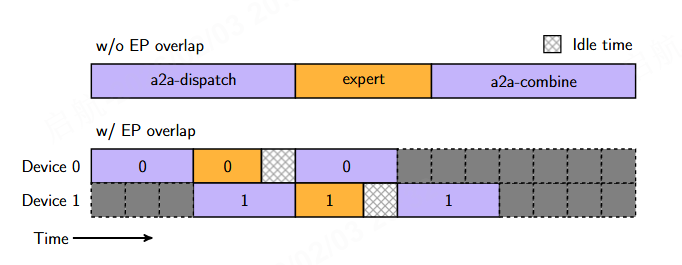 w/o EP overlap
Idle time
a2a-dispatch expert a2a-combine
w/ EP overlap
Device 0 0 0 0
Device 1 1 1 1
Time